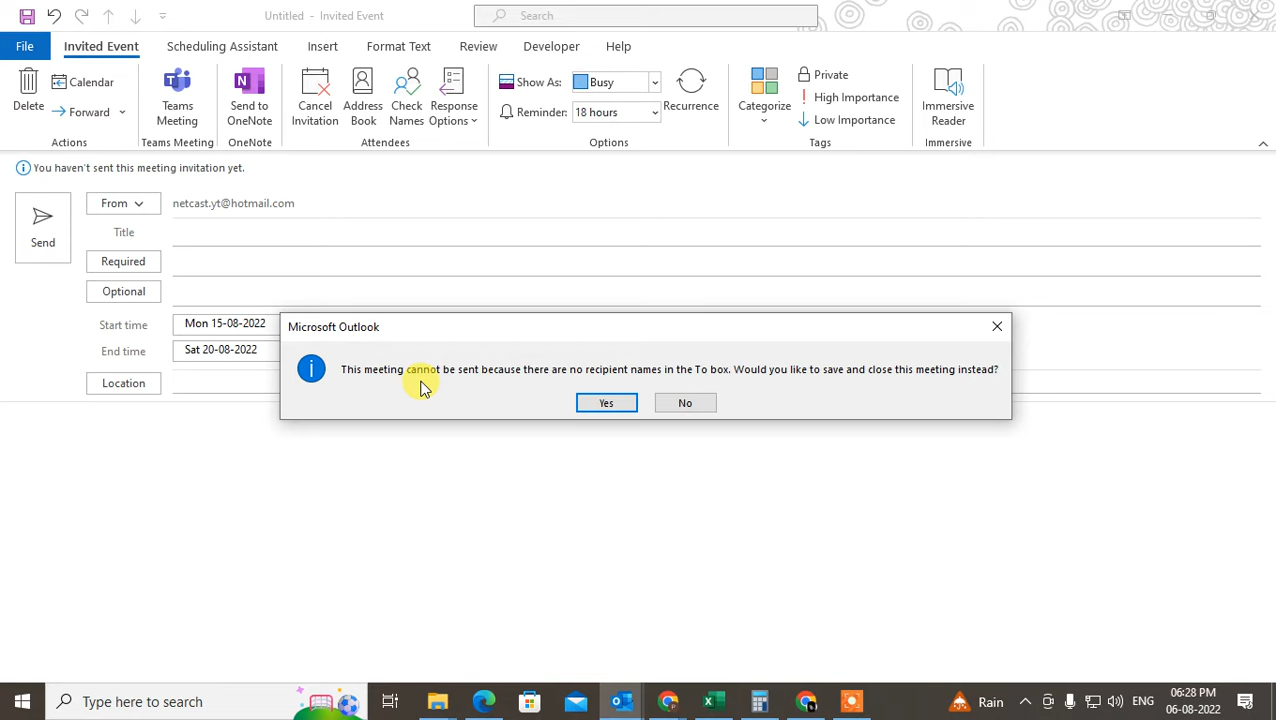 Untitled - Invited Event
Search
File
Invited Event
Scheduling Assistant
Insert
Format Text
Review
Developer
Help
Delete
Calendar
Forward
Actions
Teams
Meeting
Teams Meeting
Send to
OneNote
OneNote
Cancel
Invitation
Address
Book
Check
Names
Response
Options
Attendees
Show As:
Busy
Reminder:
18 hours
Recurrence
Options
Categorize
Private
High Importance
Low Importance
Tags
Immersive
Reader
Immersive
You haven't sent this meeting invitation yet.
Send
From
netcast.yt@hotmail.com
Title
Required
Optional
Start time
Mon 15-08-2022
End time
Sat 20-08-2022
Location
Microsoft Outlook
This meeting cannot be sent because there are no recipient names in the To box. Would you like to save and close this meeting instead?
Yes
No
Type here to search
Rain
ENG
06:28 PM
06-08-2022